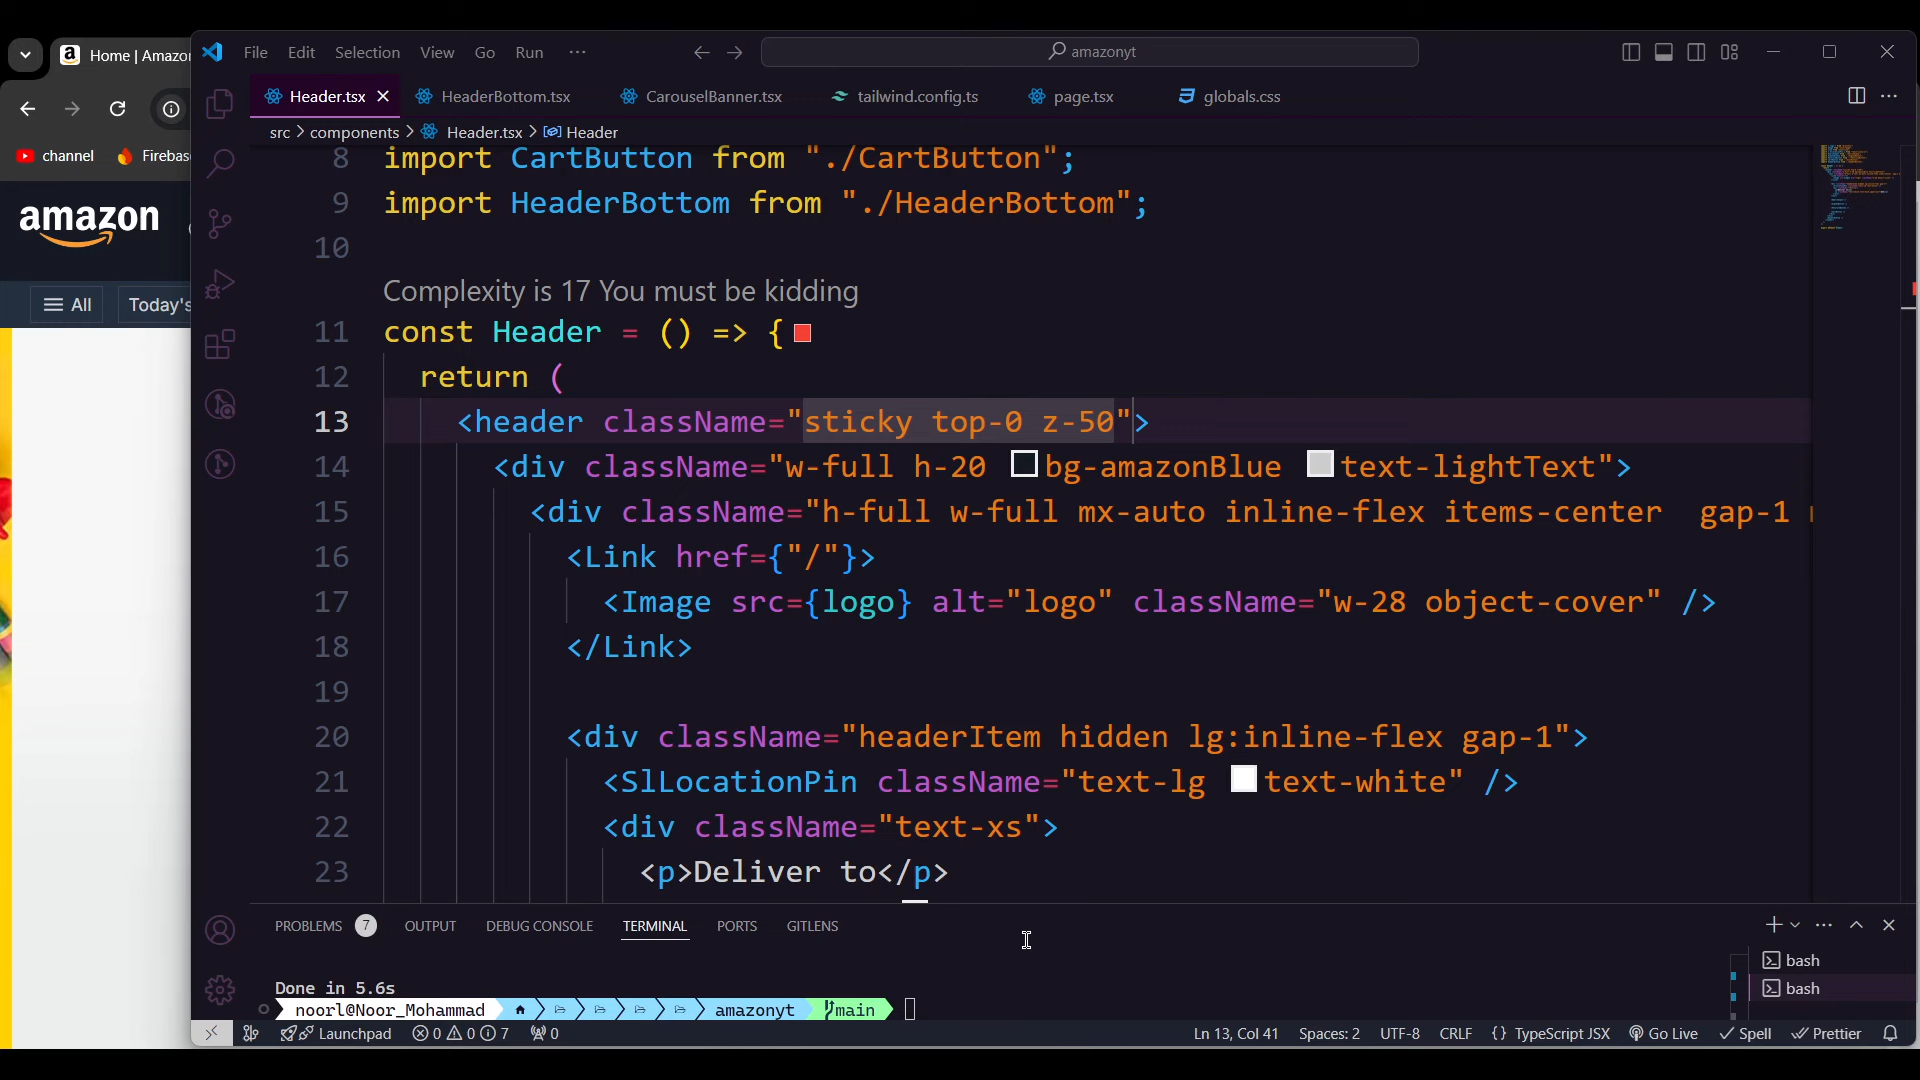 Home | Amazo
File Edit Selection View Go Run ···
amazonyt
Header.tsx
HeaderBottom.tsx
CarouselBanner.tsx
tailwind.config.ts
page.tsx
globals.css
src > components > Header.tsx > Header
channel
Firebas
amazon
All
Today's
8 import CartButton from "./CartButton";
9 import HeaderBottom from "./HeaderBottom";
10
Complexity is 17 You must be kidding
11 const Header = () => {
12 return (
13 <header className="sticky top-0 z-50">
14 <div className="w-full h-20 bg-amazonBlue text-lightText">
15 <div className="h-full w-full mx-auto inline-flex items-center gap-1
16 <Link href={"/"}>
17 <Image src={logo} alt="logo" className="w-28 object-cover" />
18 </Link>
19
20 <div className="headerItem hidden lg:inline-flex gap-1">
21 <SlLocationPin className="text-lg text-white" />
22 <div className="text-xs">
23 <p>Deliver to</p>
PROBLEMS 7 OUTPUT DEBUG CONSOLE TERMINAL PORTS GITLENS
Done in 5.6s
noorl@Noor_Mohammad amazonyt main
bash
bash
Launchpad 0 0 7 0 Ln 13, Col 41 Spaces: 2 UTF-8 CRLF {} TypeScript JSX Go Live Spell Prettier